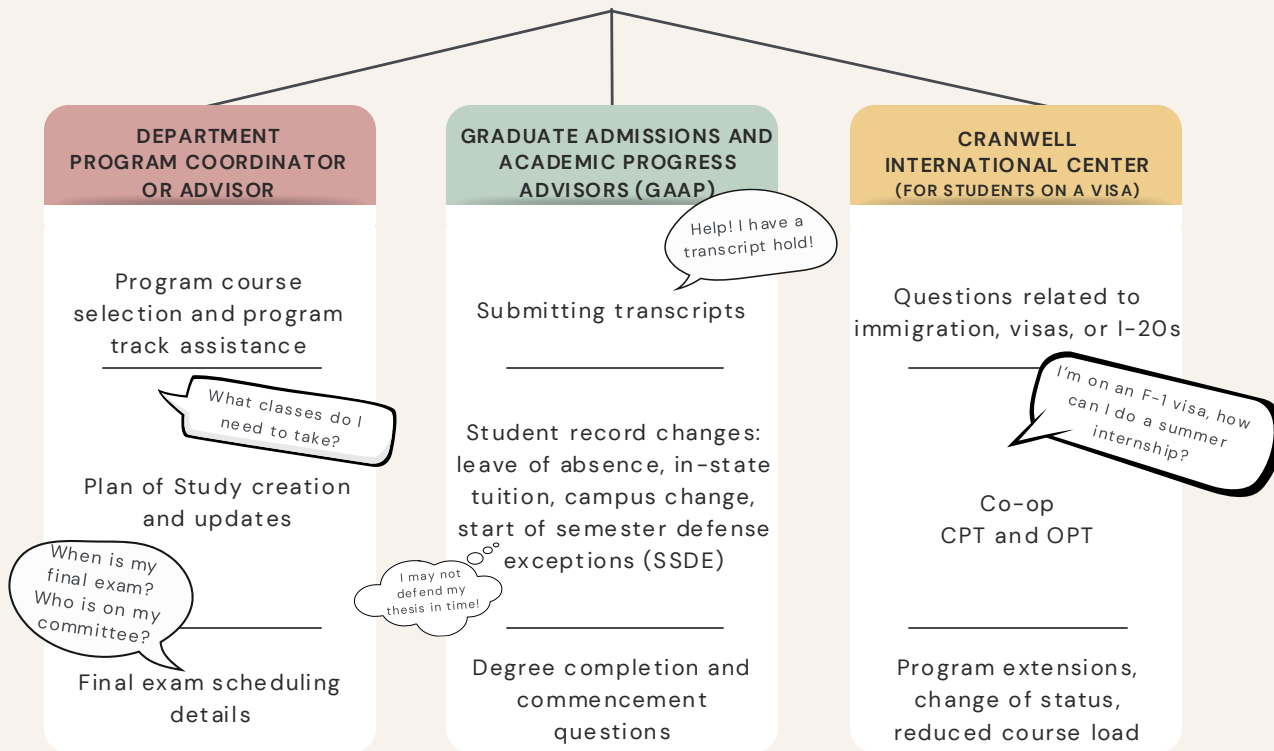 DEPARTMENT
PROGRAM COORDINATOR
OR ADVISOR
Program course
selection and program
track assistance
What classes do I
need to take?
Plan of Study creation
and updates
When is my
final exam?
Who is on my
committee?
Final exam scheduling
details
GRADUATE ADMISSIONS AND
ACADEMIC PROGRESS
ADVISORS (GAAP)
Help! I have a
transcript hold!
Submitting transcripts
Student record changes:
leave of absence, in-state
tuition, campus change,
start of semester defense
exceptions (SSDE)
I may not
defend my
thesis in time!
Degree completion and
commencement
questions
CRANWELL
INTERNATIONAL CENTER
(FOR STUDENTS ON A VISA)
Questions related to
immigration, visas, or I-20s
I'm on an F-1 visa, how
can I do a summer
internship?
Co-op
CPT and OPT
Program extensions,
change of status,
reduced course load